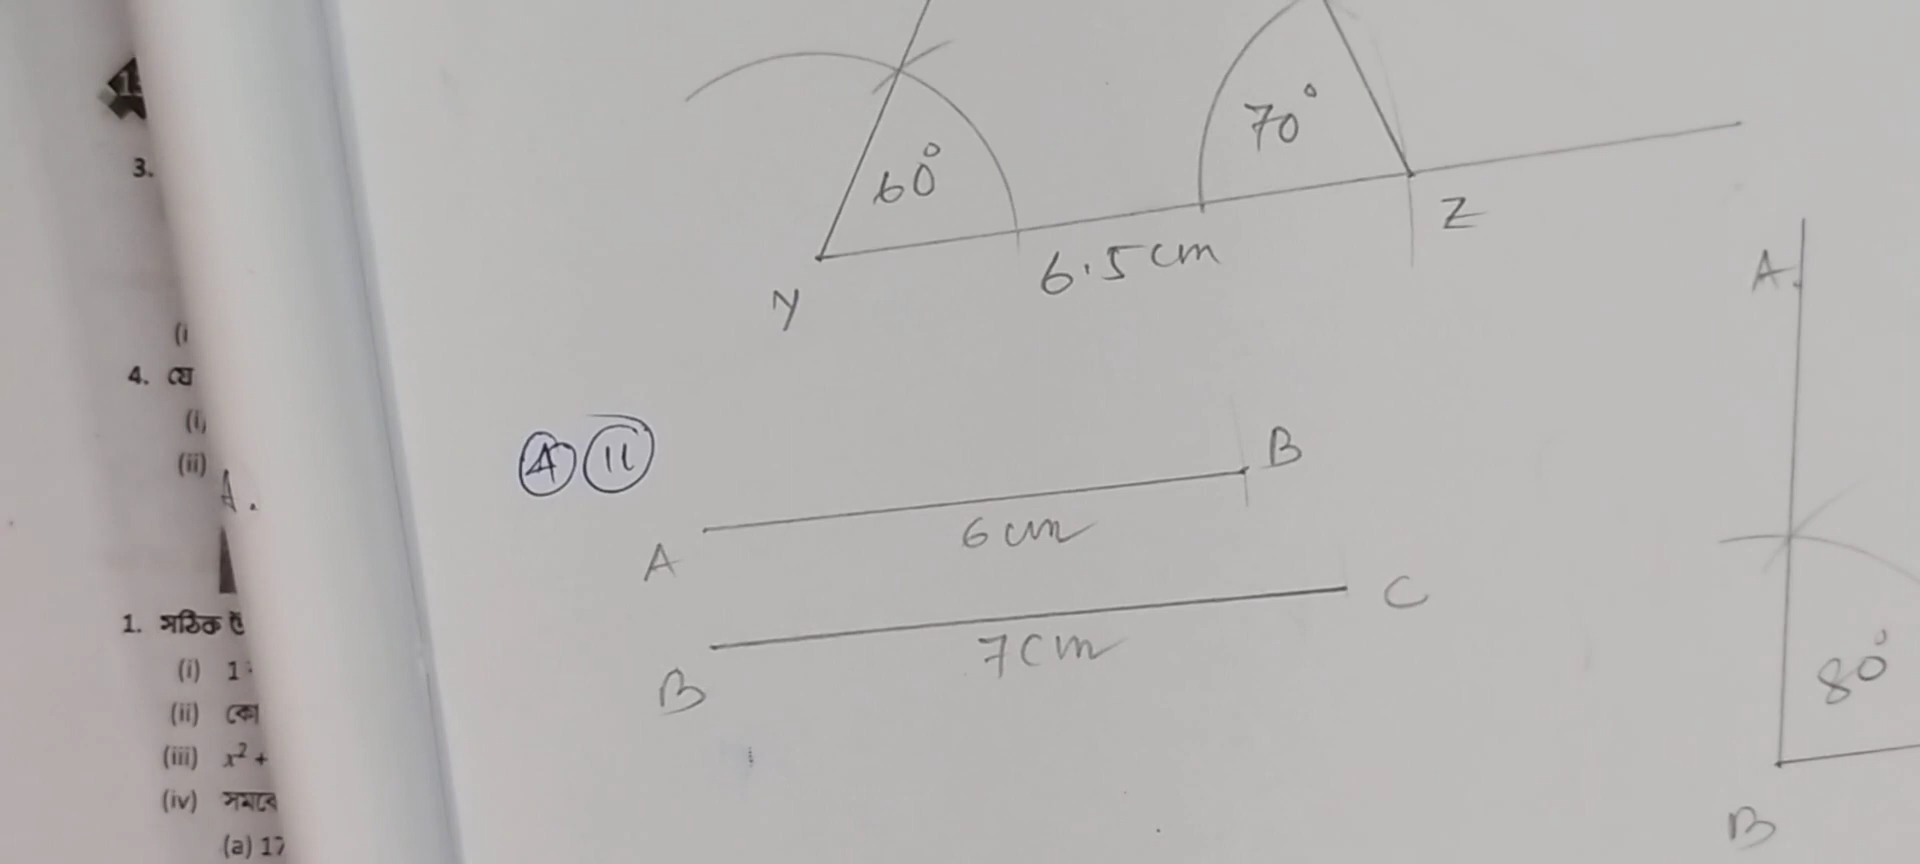 3.
(i
4. যে
(i)
(ii)
A.
1. সঠিক
(i) 1
(ii) কো
(iii) x² +
(iv)
(a) 17
60°
70°
Y
6.5 cm
Z
4 ii
A
6 cm
B
B
7 cm
C
A
80°
B